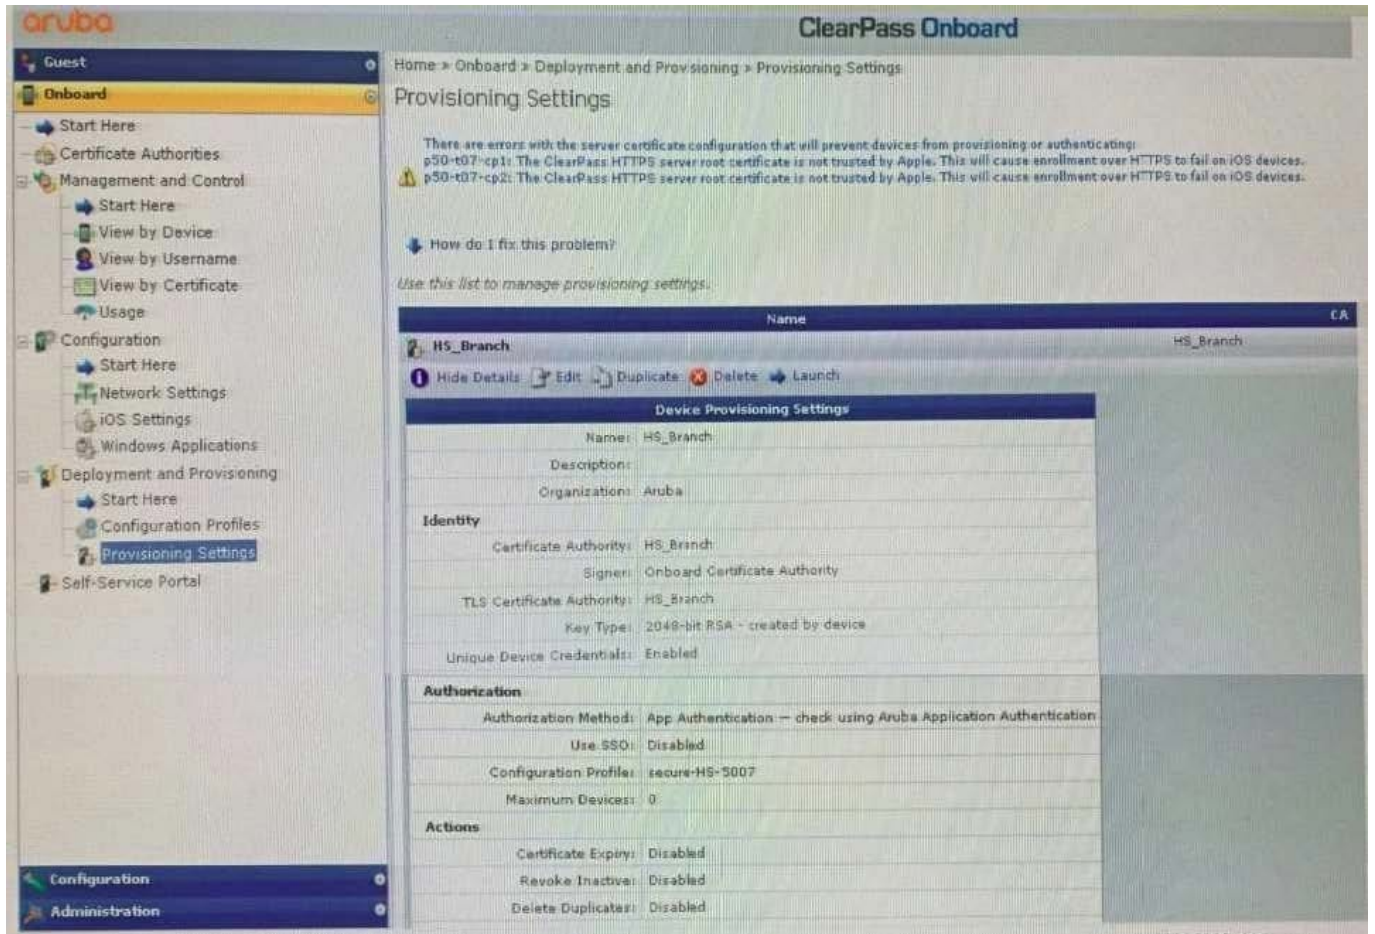 aruba
ClearPass Onboard
Guest
Onboard
Start Here
Certificate Authorities
Management and Control
Start Here
View by Device
View by Username
View by Certificate
Usage
Configuration
Start Here
Network Settings
iOS Settings
Windows Applications
Deployment and Provisioning
Start Here
Configuration Profiles
Provisioning Settings
Self-Service Portal
Configuration
Administration
Home » Onboard » Deployment and Provisioning » Provisioning Settings
Provisioning Settings
There are errors with the server certificate configuration that will prevent devices from provisioning or authenticating:
p50-t07-cp1: The ClearPass HTTPS server root certificate is not trusted by Apple. This will cause enrollment over HTTPS to fail on iOS devices.
p50-t07-cp2: The ClearPass HTTPS server root certificate is not trusted by Apple. This will cause enrollment over HTTPS to fail on iOS devices.
How do I fix this problem?
Use this list to manage provisioning settings.
Name CA
HS_Branch HS_Branch
Hide Details Edit Duplicate Delete Launch
Device Provisioning Settings
Name: HS_Branch
Description:
Organization: Aruba
Identity
Certificate Authority: HS_Branch
Signer: Onboard Certificate Authority
TLS Certificate Authority: HS_Branch
Key Type: 2048-bit RSA - created by device
Unique Device Credentials: Enabled
Authorization
Authorization Method: App Authentication — check using Aruba Application Authentication
Use SSO: Disabled
Configuration Profile: secure-HS-5007
Maximum Devices: 0
Actions
Certificate Expiry: Disabled
Revoke Inactive: Disabled
Delete Duplicates: Disabled